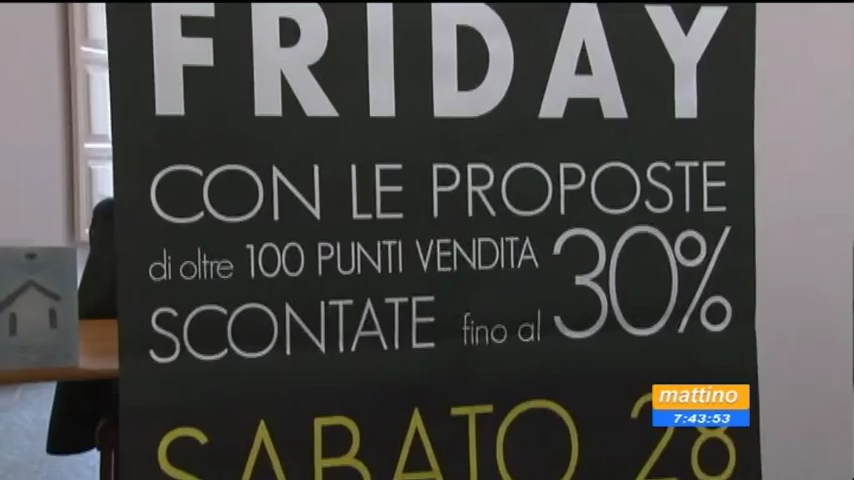 FRIDAY
CON LE PROPOSTE
di oltre 100 PUNTI VENDITA
SCONTATE fino al 30%
SABATO 28
mattino
7:43:53